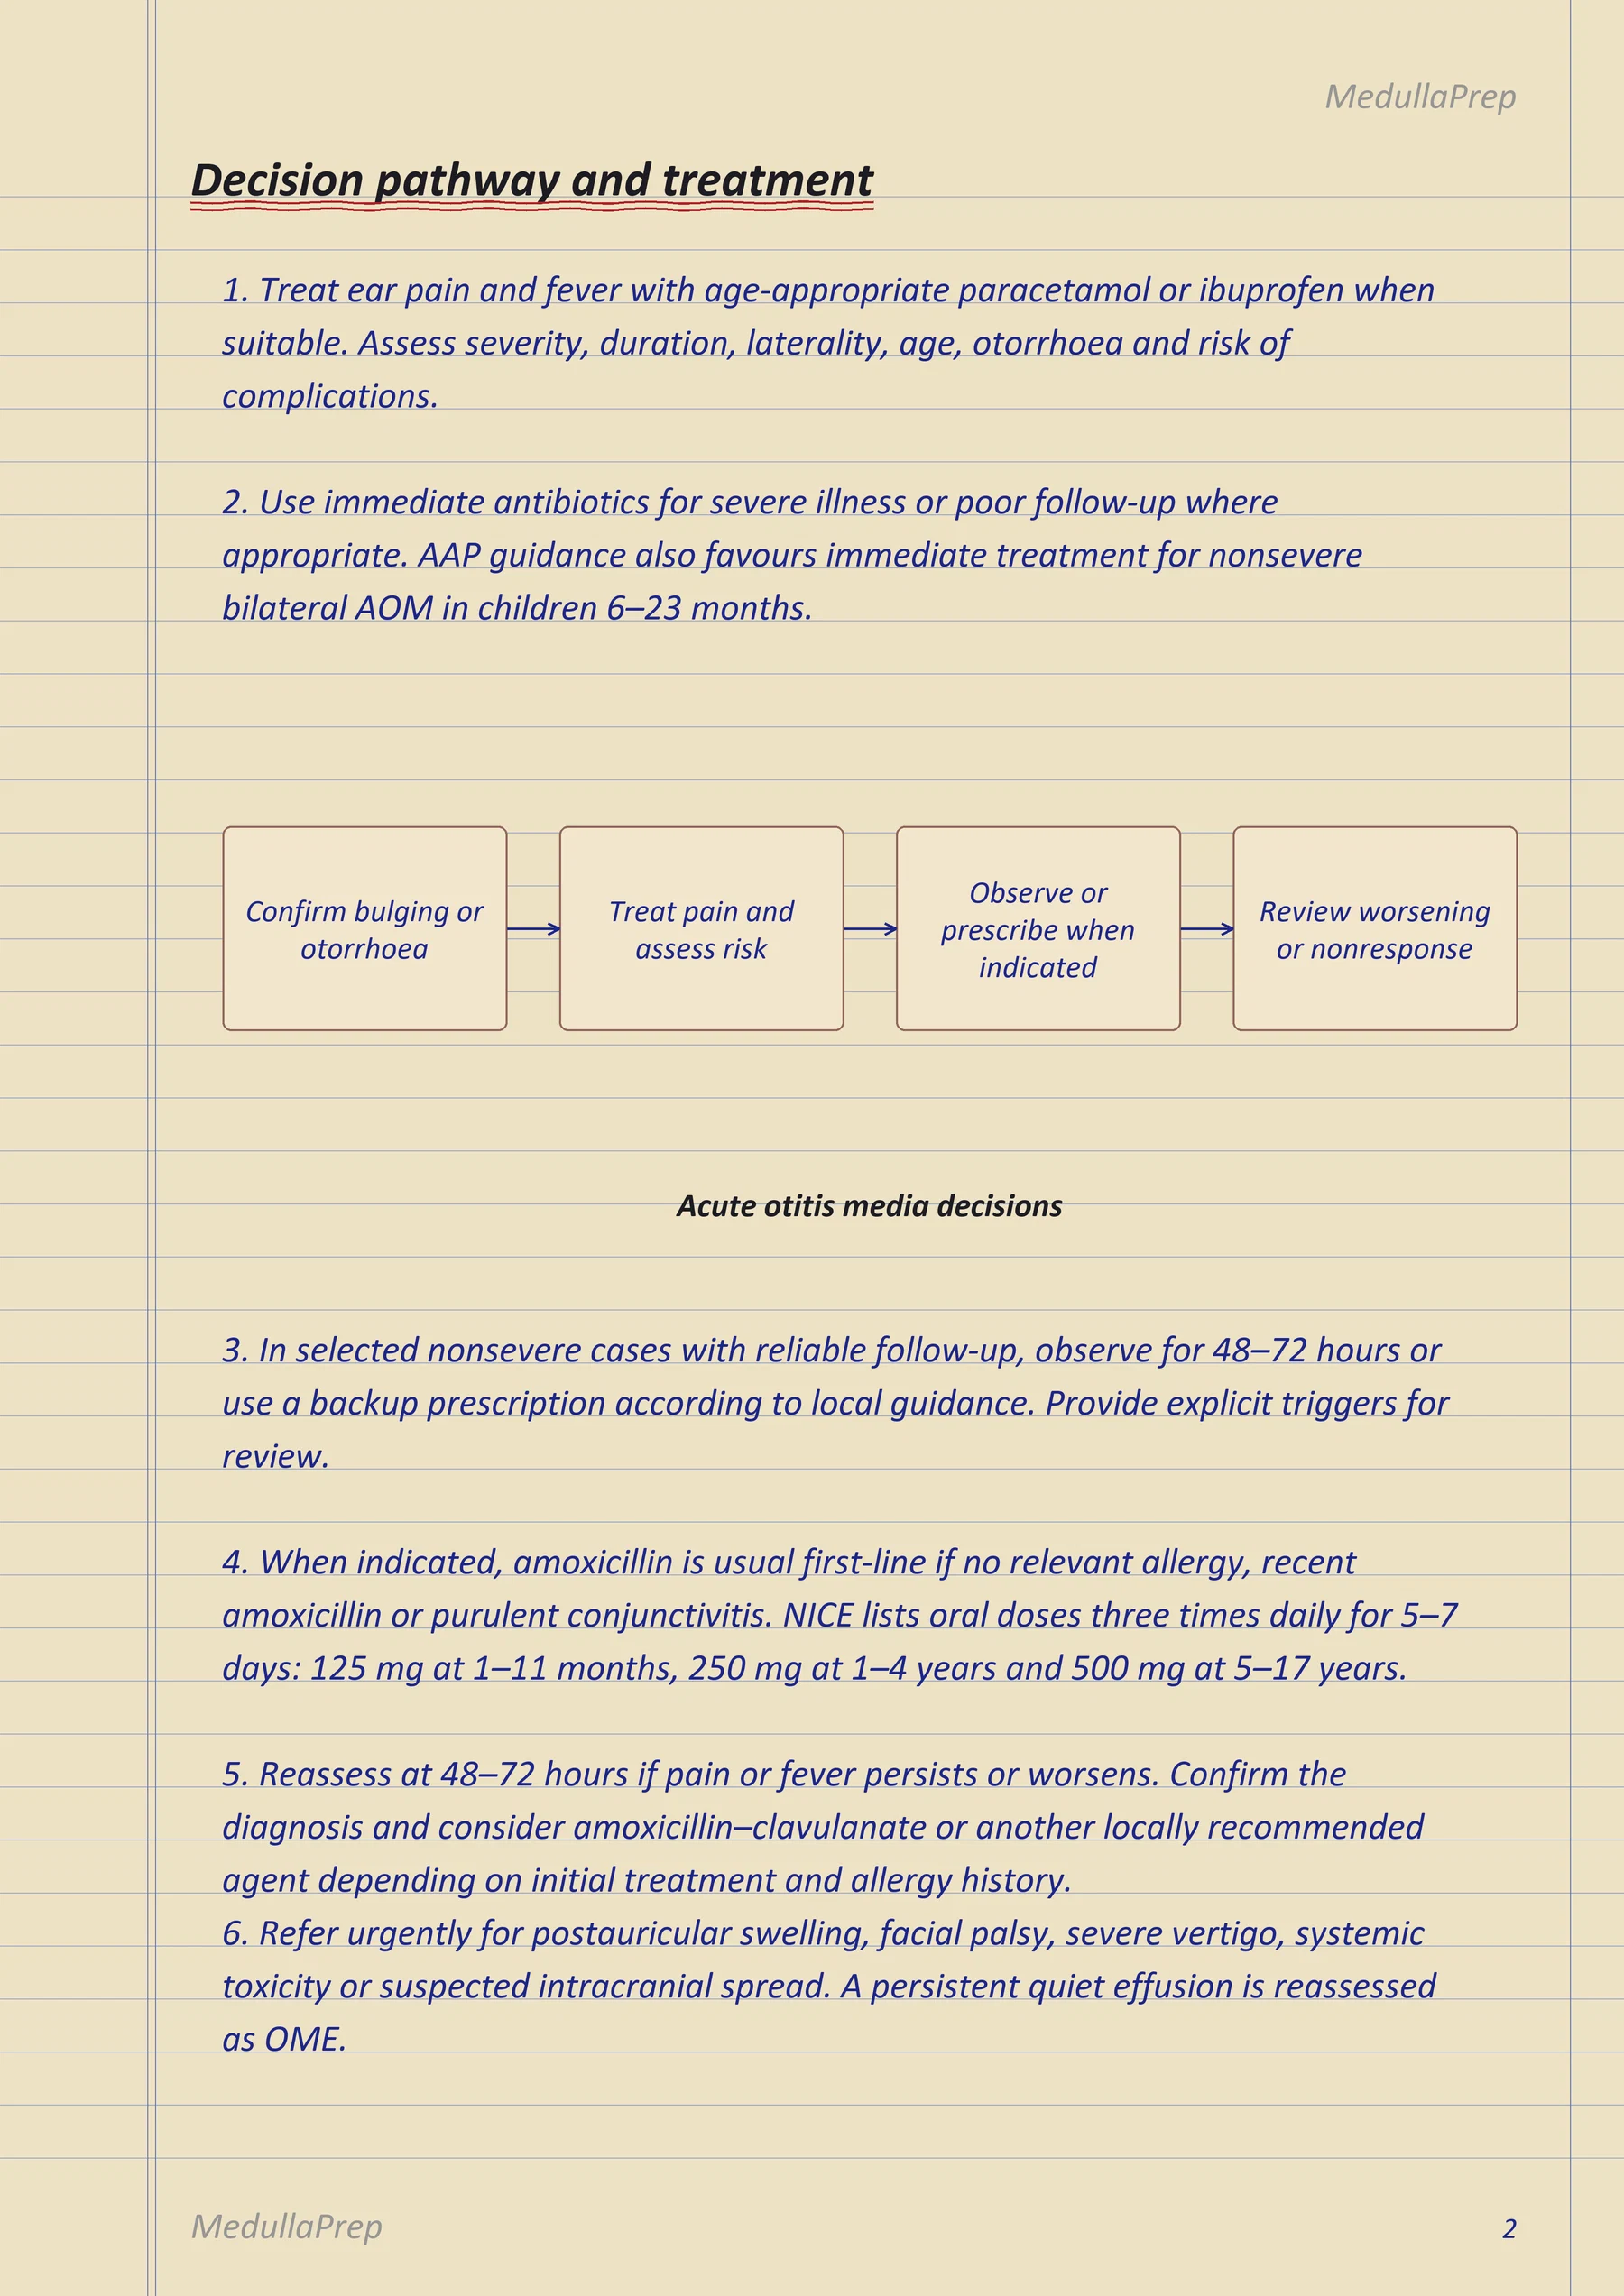 MedullaPrep
Decision pathway and treatment
1. Treat ear pain and fever with age-appropriate paracetamol or ibuprofen when
suitable. Assess severity, duration, laterality, age, otorrhoea and risk of
complications.
2. Use immediate antibiotics for severe illness or poor follow-up where
appropriate. AAP guidance also favours immediate treatment for nonsevere
bilateral AOM in children 6–23 months.
Confirm bulging or
otorrhoea
Treat pain and
assess risk
Observe or
prescribe when
indicated
Review worsening
or nonresponse
Acute otitis media decisions
3. In selected nonsevere cases with reliable follow-up, observe for 48–72 hours or
use a backup prescription according to local guidance. Provide explicit triggers for
review.
4. When indicated, amoxicillin is usual first-line if no relevant allergy, recent
amoxicillin or purulent conjunctivitis. NICE lists oral doses three times daily for 5–7
days: 125 mg at 1–11 months, 250 mg at 1–4 years and 500 mg at 5–17 years.
5. Reassess at 48–72 hours if pain or fever persists or worsens. Confirm the
diagnosis and consider amoxicillin–clavulanate or another locally recommended
agent depending on initial treatment and allergy history.
6. Refer urgently for postauricular swelling, facial palsy, severe vertigo, systemic
toxicity or suspected intracranial spread. A persistent quiet effusion is reassessed
as OME.
MedullaPrep
2